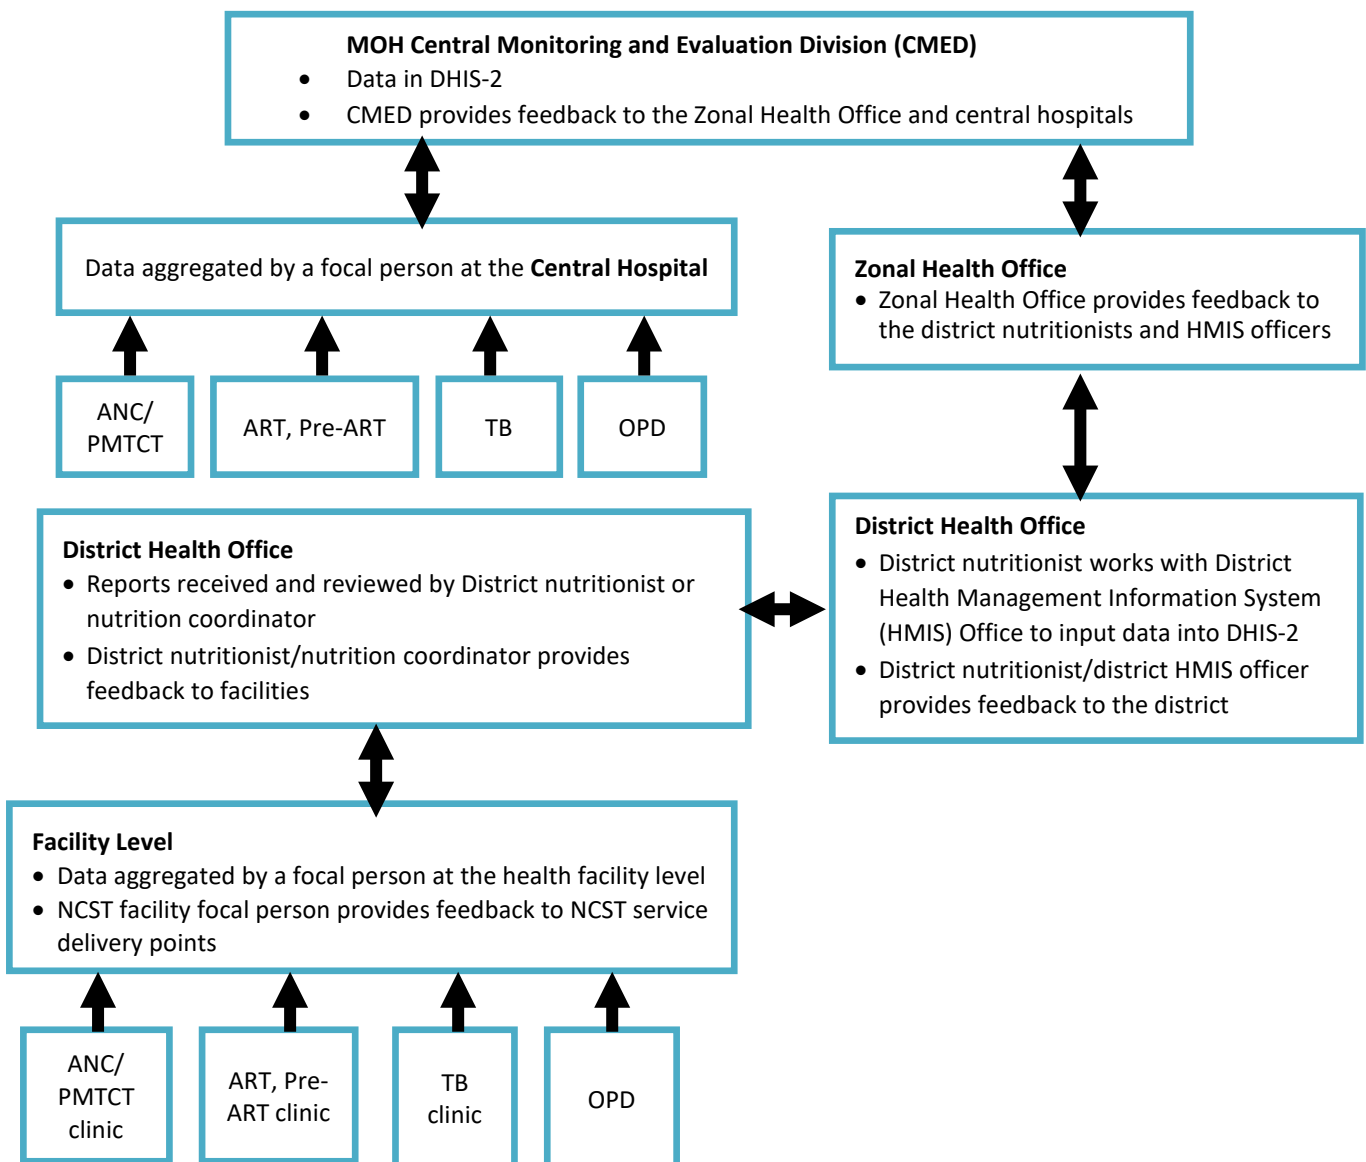 MOH Central Monitoring and Evaluation Division (CMED)
• Data in DHIS-2
• CMED provides feedback to the Zonal Health Office and central hospitals
Data aggregated by a focal person at the Central Hospital
Zonal Health Office
• Zonal Health Office provides feedback to
the district nutritionists and HMIS officers
ANC/
PMTCT
ART, Pre-ART
TB
OPD
District Health Office
• Reports received and reviewed by District nutritionist or
nutrition coordinator
• District nutritionist/nutrition coordinator provides
feedback to facilities
District Health Office
• District nutritionist works with District
Health Management Information System
(HMIS) Office to input data into DHIS-2
• District nutritionist/district HMIS officer
provides feedback to the district
Facility Level
• Data aggregated by a focal person at the health facility level
• NCST facility focal person provides feedback to NCST service
delivery points
ANC/
PMTCT
clinic
ART, Pre-
ART clinic
TB
clinic
OPD